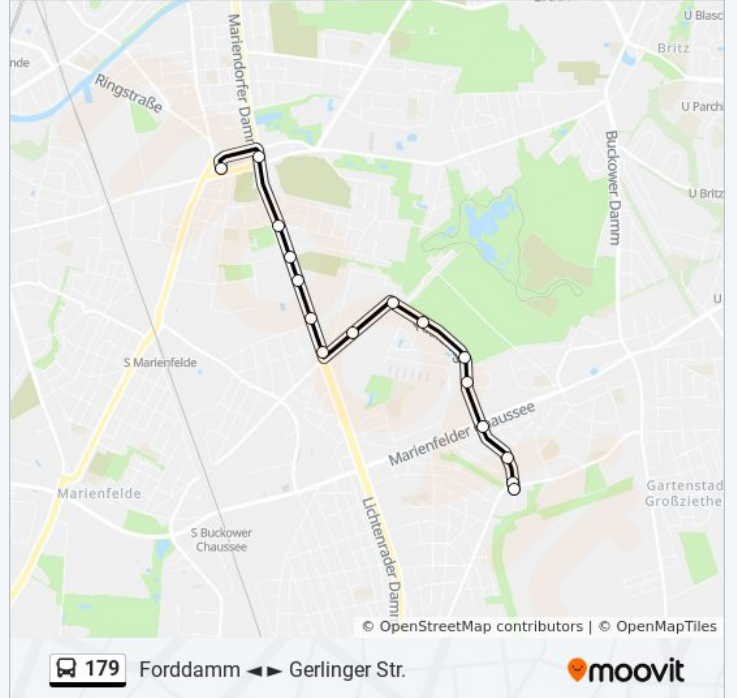 U Blasc
Britz
nde
Mariendorfer Damm
Ringstraße
U Parch
Buckower Damm
U Britz
U
S Marienfelde
Marienfelder Chaussee
Marienfelde
Gartenstad
Großziethe
S Buckower
Chaussee
Lichtenrader Damm
© OpenStreetMap contributors | © OpenMapTiles
179 Forddamm ◄ ► Gerlinger Str.
moovit